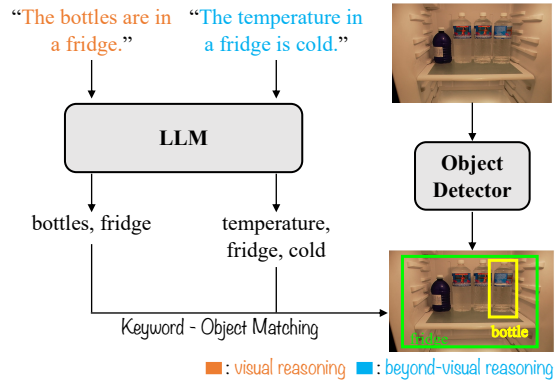 “The bottles are in
a fridge.”
“The temperature in
a fridge is cold.”
LLM
Object
Detector
bottles, fridge
temperature,
fridge, cold
Keyword - Object Matching
fridge
bottle
: visual reasoning
: beyond-visual reasoning